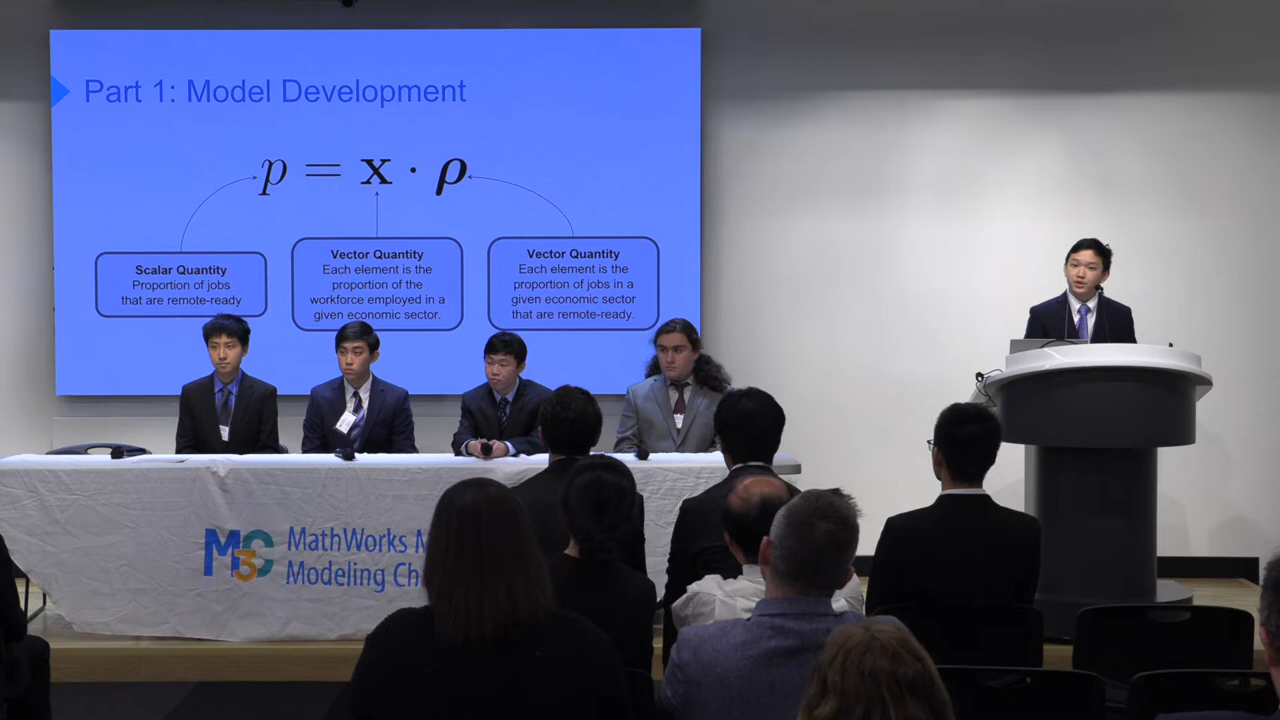 Part 1: Model Development
p = x · ρ
Scalar Quantity
Proportion of jobs
that are remote-ready
Vector Quantity
Each element is the
proportion of the
workforce employed in a
given economic sector.
Vector Quantity
Each element is the
proportion of jobs in a
given economic sector
that are remote-ready.
M3C
MathWorks M
Modeling Ch